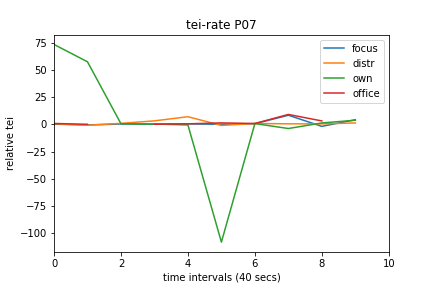 tei-rate P07
focus
distr
own
office
75
50
25
0
−25
−50
−75
−100
relative tei
0 2 4 6 8 10
time intervals (40 secs)